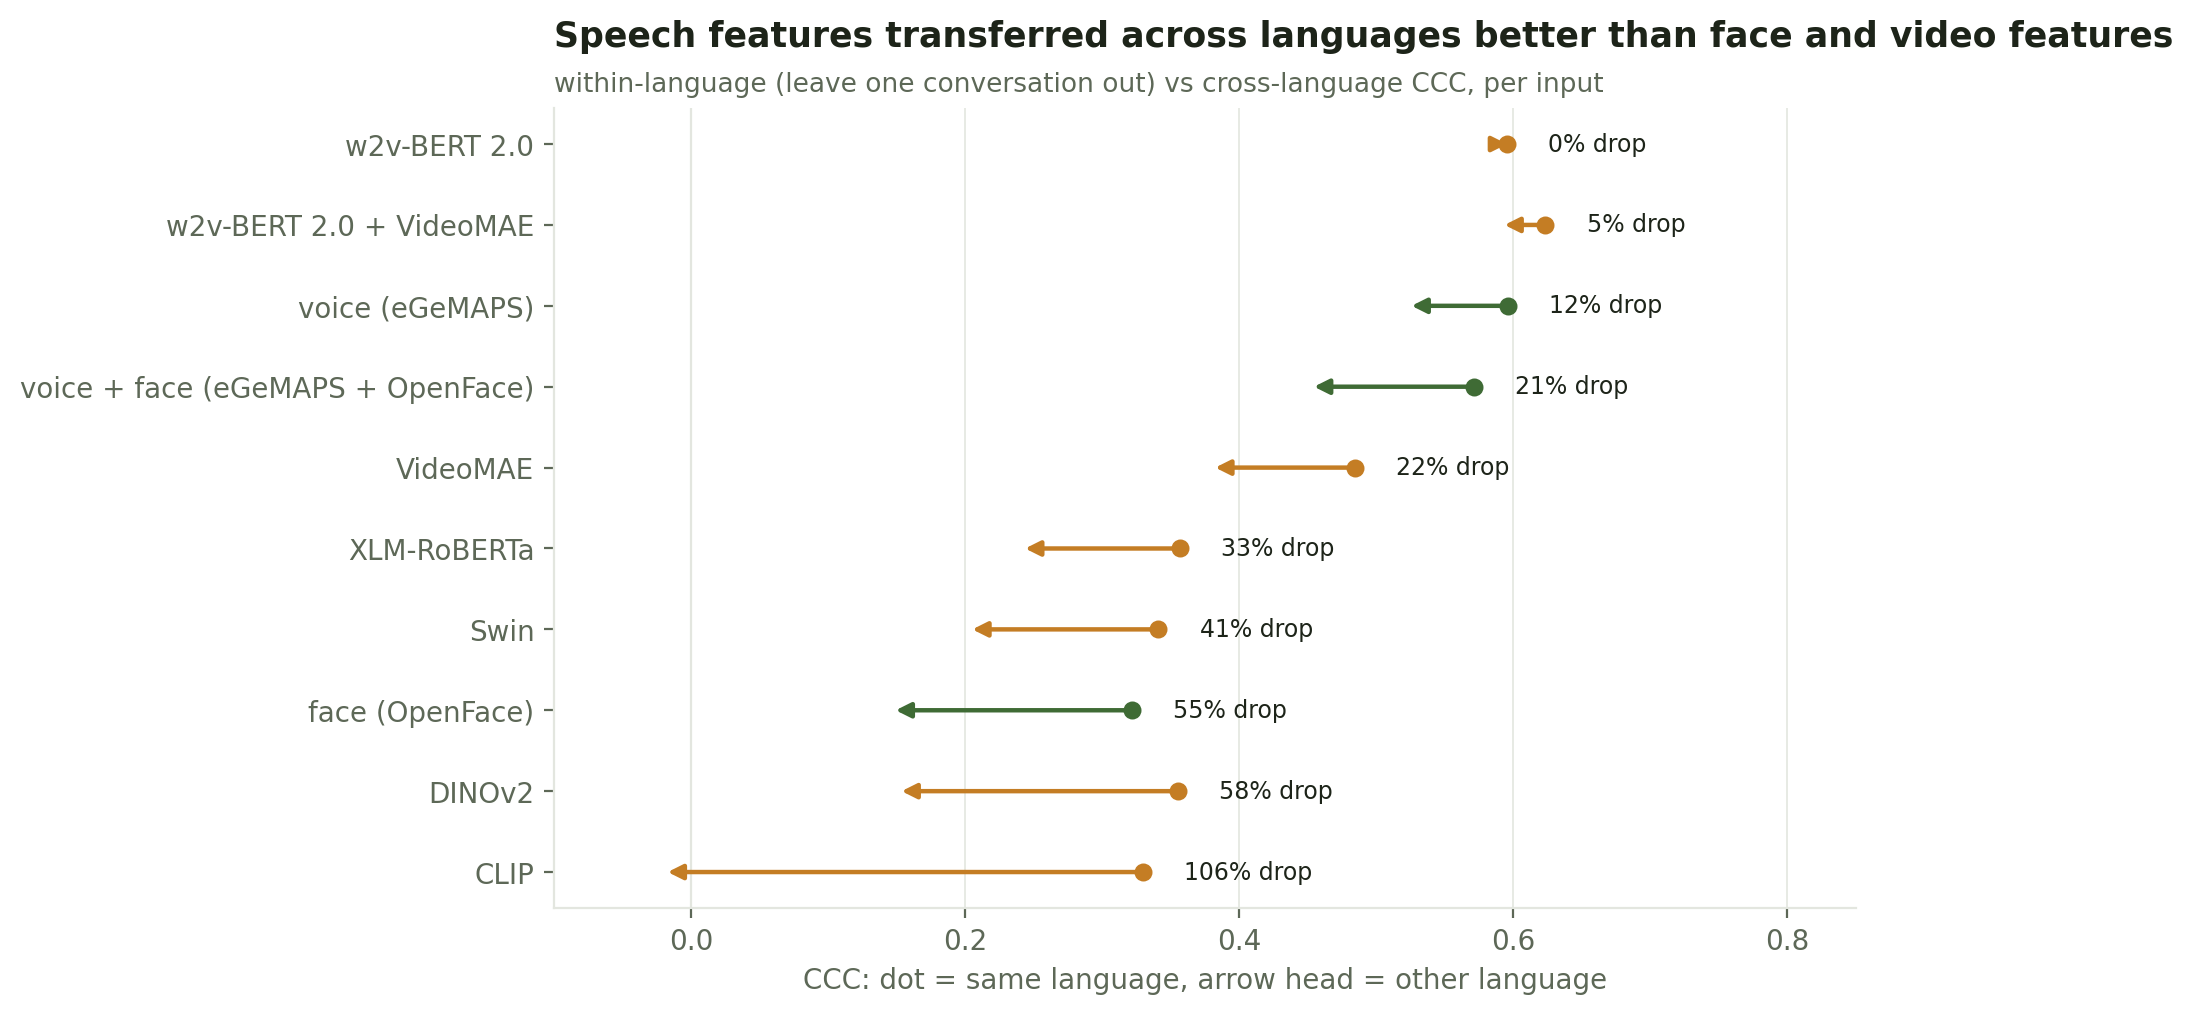 Speech features transferred across languages better than face and video features
within-language (leave one conversation out) vs cross-language CCC, per input
w2v-BERT 2.0
0% drop
w2v-BERT 2.0 + VideoMAE
5% drop
voice (eGeMAPS)
12% drop
voice + face (eGeMAPS + OpenFace)
21% drop
VideoMAE
22% drop
XLM-RoBERTa
33% drop
Swin
41% drop
face (OpenFace)
55% drop
DINOv2
58% drop
CLIP
106% drop
0.0 0.2 0.4 0.6 0.8
CCC: dot = same language, arrow head = other language